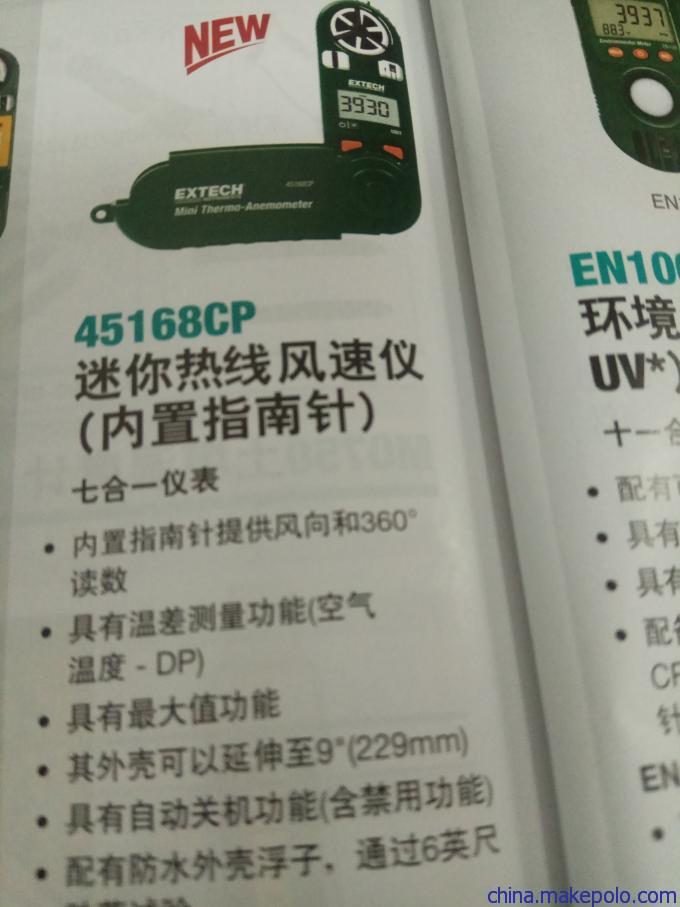 NEW
EXTECH
3930
EXTECH
45168CP
Mini Thermo-Anemometer
45168CP
迷你热线风速仪
(内置指南针)
七合一仪表
• 内置指南针提供风向和360°
读数
• 具有温差测量功能(空气
温度 - DP)
• 具有最大值功能
• 其外壳可以延伸至9"(229mm)
• 具有自动关机功能(含禁用功能)
• 配有防水外壳浮子，通过6英尺
3937
883
EN
EN10
环境
UV*)
十一合
• 配有
• 具有
• 具有
• 配备
CF
针
EN
china.makepolo.com